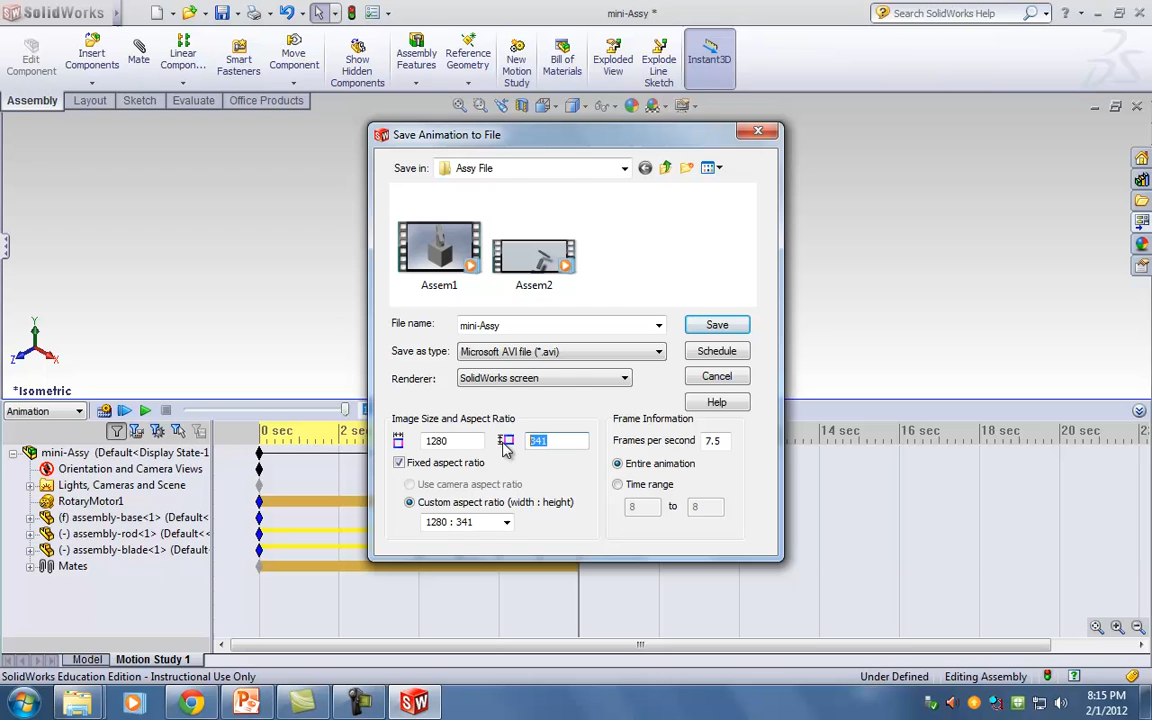 SolidWorks
mini-Assy *
Search SolidWorks Help
Edit Component
Insert Components
Mate
Linear Compon...
Smart Fasteners
Move Component
Show Hidden Components
Assembly Features
Reference Geometry
New Motion Study
Bill of Materials
Exploded View
Explode Line Sketch
Instant3D
Assembly Layout Sketch Evaluate Office Products
Save Animation to File
Save in: Assy File
Assem1 Assem2
File name: mini-Assy Save
Save as type: Microsoft AVI file (*.avi) Schedule
Renderer: SolidWorks screen Cancel
Help
Image Size and Aspect Ratio Frame Information
1280 341 Frames per second 7.5
Fixed aspect ratio Entire animation
Use camera aspect ratio Time range
Custom aspect ratio (width : height) 8 to 8
1280 : 341
Y
Z X
*Isometric
Animation
0 sec 2 sec 14 sec 16 sec 18 sec
mini-Assy (Default<Display State-1
Orientation and Camera Views
Lights, Cameras and Scene
RotaryMotor1
(f) assembly-base<1> (Default<
(-) assembly-rod<1> (Default<<
(-) assembly-blade<1> (Default
Mates
Model Motion Study 1
SolidWorks Education Edition - Instructional Use Only Under Defined Editing Assembly
8:15 PM
2/1/2012